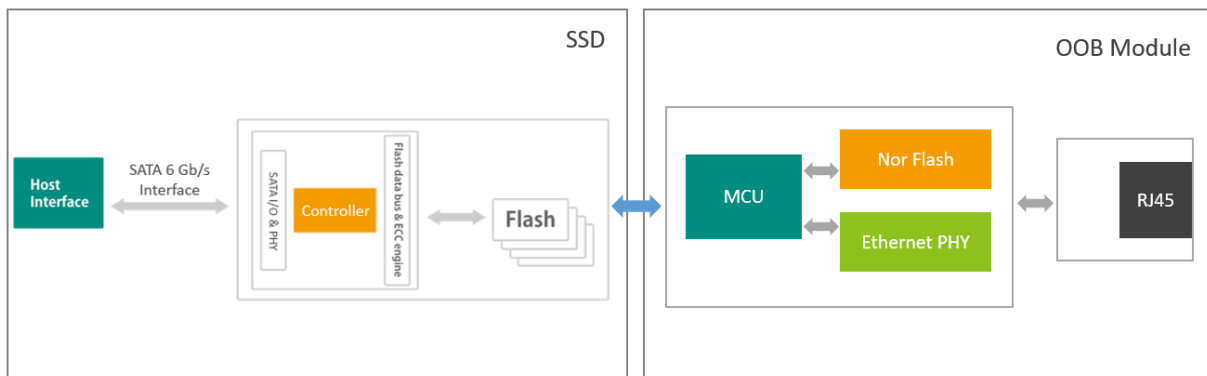 SSD
Host
Interface
SATA 6 Gb/s
Interface
SATA I/O & PHY
Controller
Flash data bus & ECC engine
Flash
OOB Module
MCU
Nor Flash
Ethernet PHY
RJ45